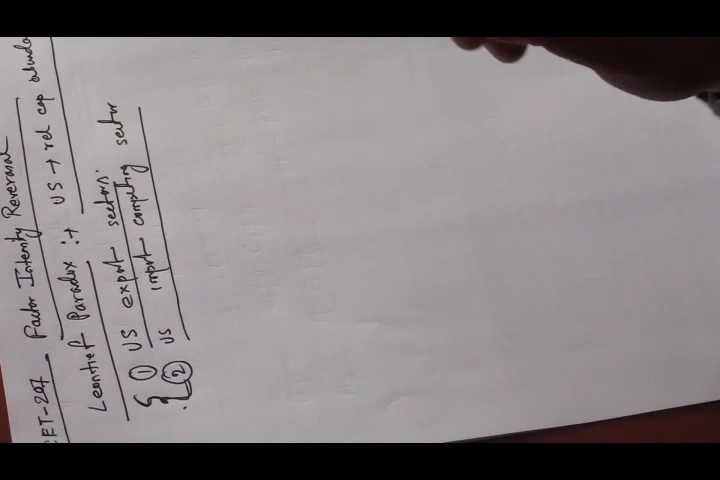 EET-207 Factor Intensity Reversal
Leontief Paradox :→ US → rel cap abunda
① US export sectors.
② US import competing sector